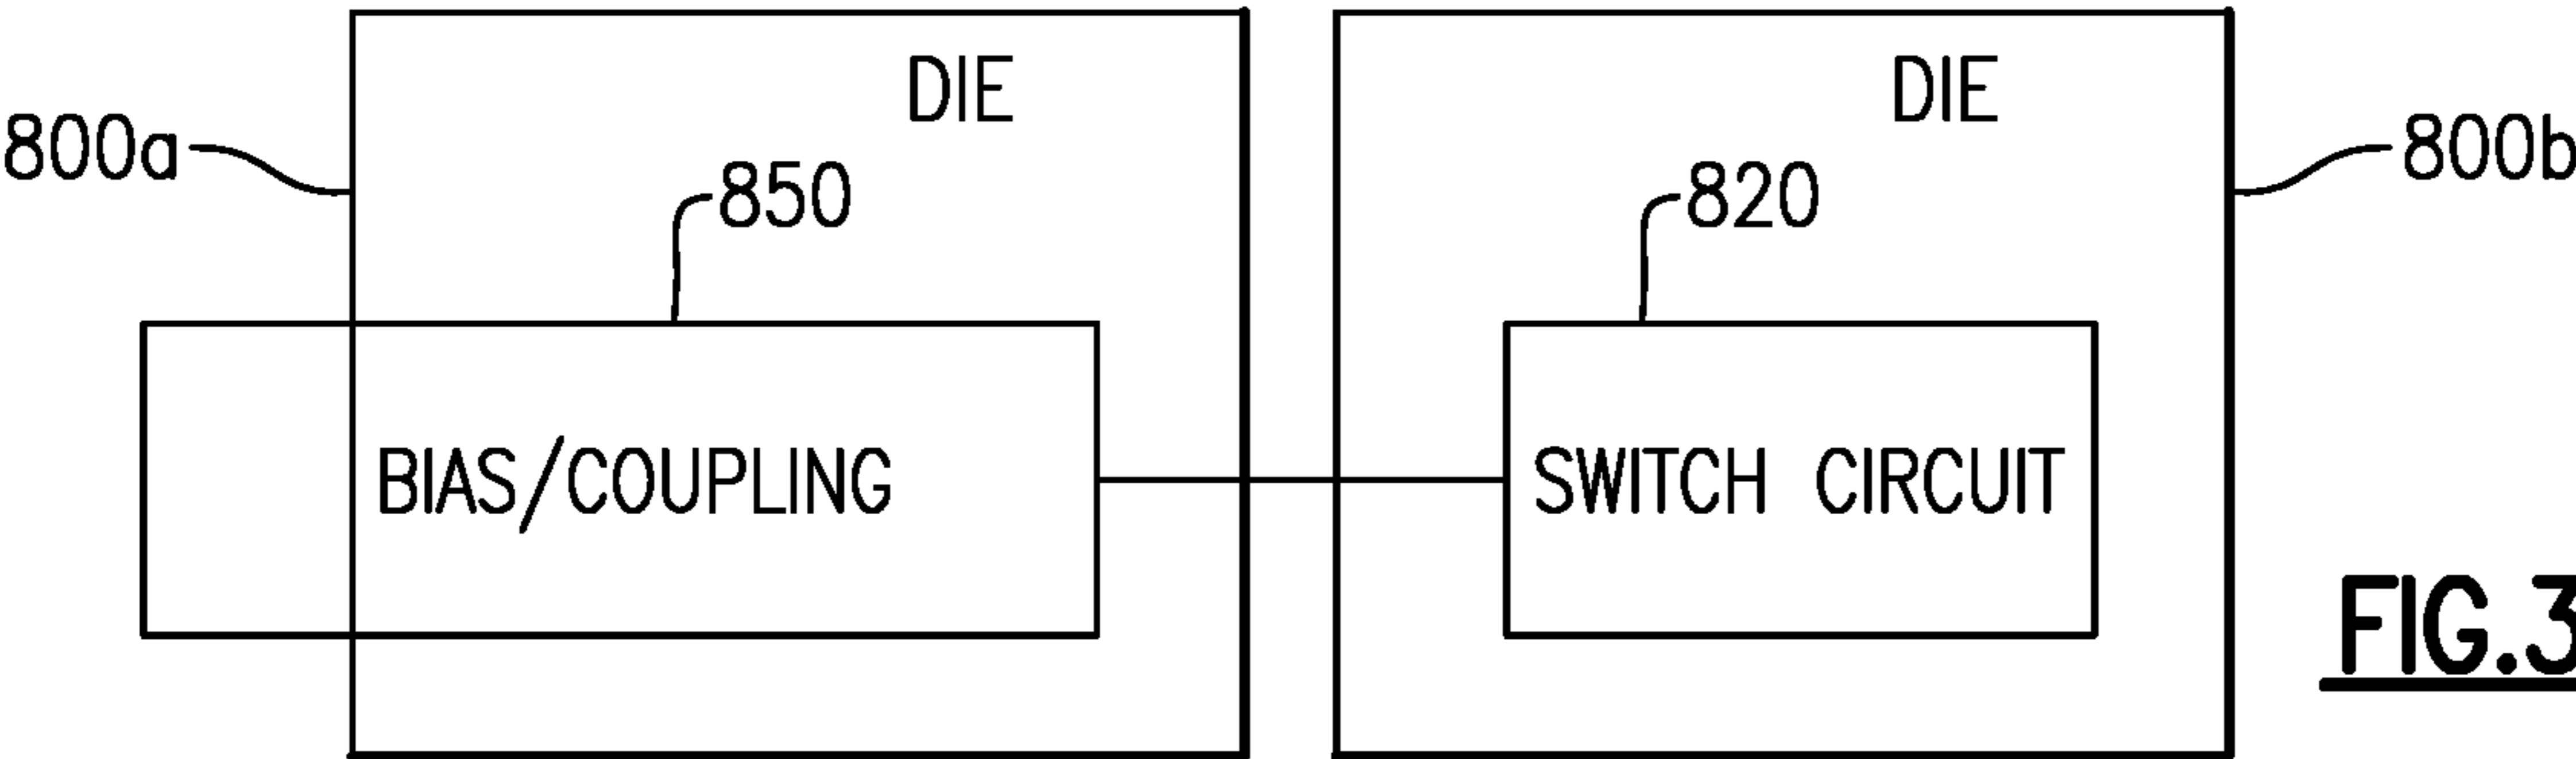 DIE
DIE
800a
800b
850
820
BIAS/COUPLING
SWITCH CIRCUIT
FIG.3